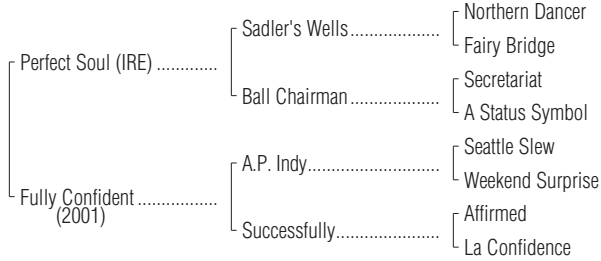 Northern Dancer
Sadler's Wells
Fairy Bridge
Perfect Soul (IRE)
Secretariat
Ball Chairman
A Status Symbol
Seattle Slew
A.P. Indy
Weekend Surprise
Fully Confident
(2001)
Affirmed
Successfully
La Confidence